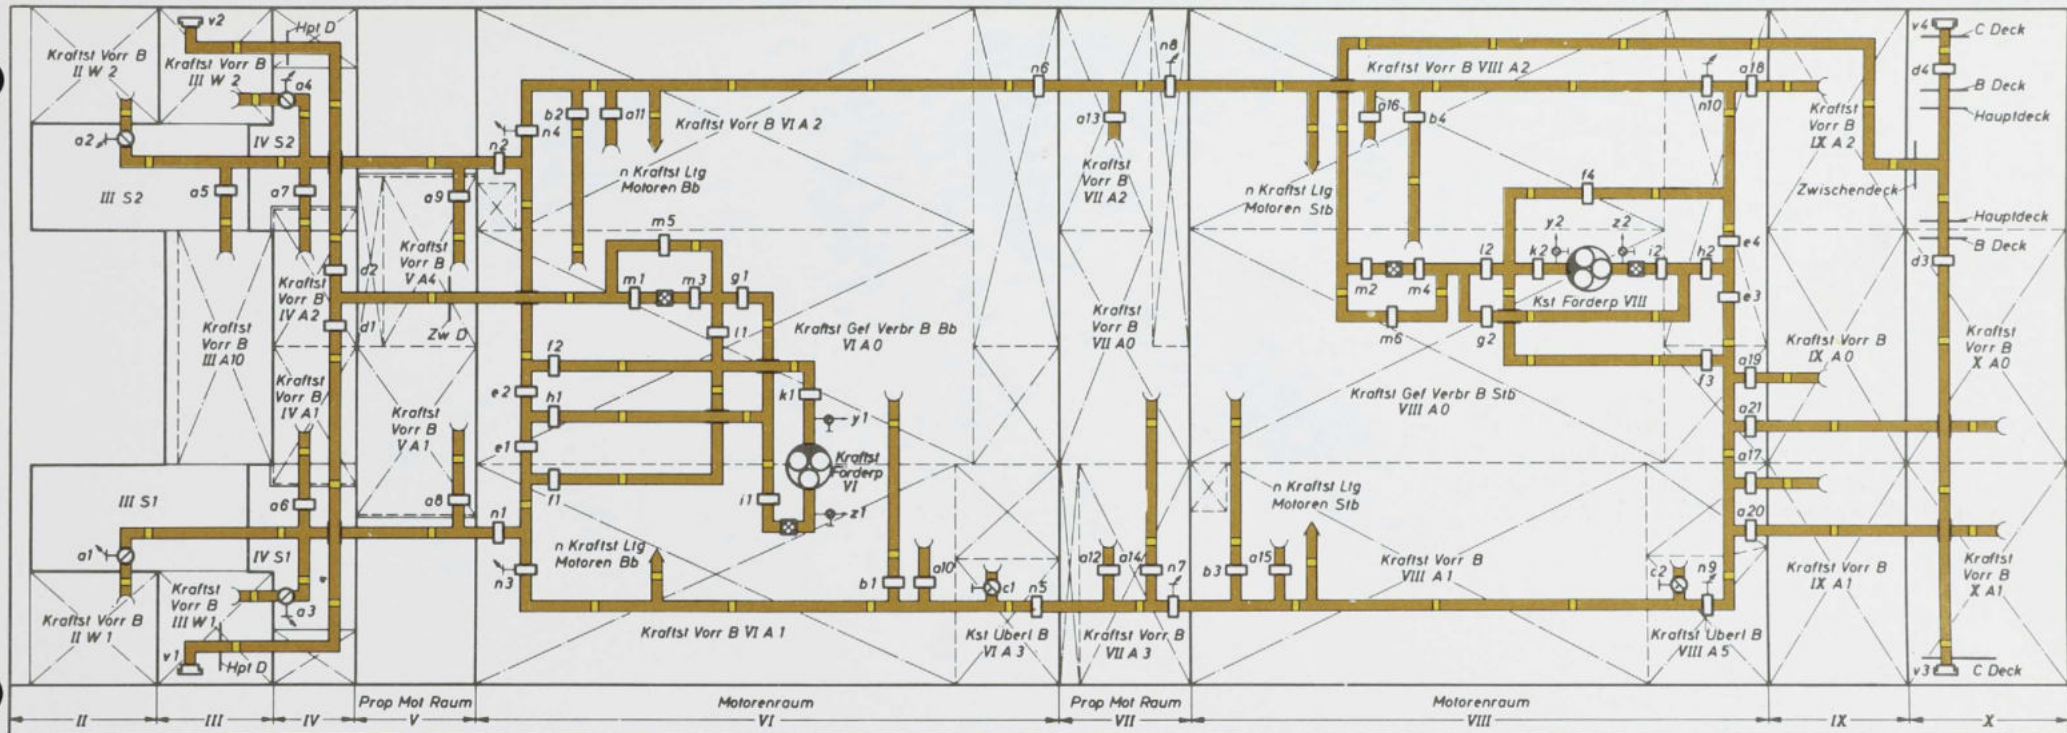 v2
Hpt D
Kraftst Vorr B
II W 2
Kraftst Vorr B
III W 2
a4
a2
IV S2
III S2
a5
a7
a9
n2
n4
b2
a11
Kraftst Vorr B VI A 2
n Kraftst Ltg
Motoren Bb
n6
n8
a13
Kraftst
Vorr B
VII A2
Kraftst Vorr B VIII A2
n Kraftst Ltg
Motoren Stb
a16
b4
n10
a18
Kraftst
Vorr B
IX A2
v4
C Deck
d4
B Deck
Hauptdeck
Zwischendeck
Hauptdeck
B Deck
d3
Kraftst
Vorr B
III A10
Kraftst
Vorr B
IV A2
d2
d1
Kraftst
Vorr B
V A4
Zw D
Kraftst
Vorr B
IV A1
Kraftst
Vorr B
V A1
m5
m1
m3
g1
l1
f2
e2
h1
e1
f1
k1
y1
Kraftst
Förderp
VI
i1
z1
Kraftst Gef Verbr B Bb
VI A0
Kraftst
Vorr B
VII A0
f4
y2
z2
l2
k2
i2
h2
e4
e3
m2
m4
m6
g2
Kst Förderp VIII
f3
Kraftst Gef Verbr B Stb
VIII A0
Kraftst Vorr B
IX A0
a19
a21
a17
a20
Kraftst
Vorr B
X A0
III S1
a6
a8
n1
a1
IV S1
a3
Kraftst
Vorr B
III W 1
Kraftst Vorr B
II W 1
v1
Hpt D
n3
n Kraftst Ltg
Motoren Bb
b1
a10
c1
n5
Kraftst Vorr B VI A 1
Kst Uberl B
VI A 3
a12
a14
n7
Kraftst Vorr B
VII A 3
b3
a15
n Kraftst Ltg
Motoren Stb
Kraftst Vorr B
VIII A1
c2
n9
Kraftst Uberl B
VIII A5
Kraftst Vorr B
IX A1
Kraftst
Vorr B
X A1
v3
C Deck
Prop Mot Raum
Motorenraum
Prop Mot Raum
Motorenraum
II
III
IV
V
VI
VII
VIII
IX
X